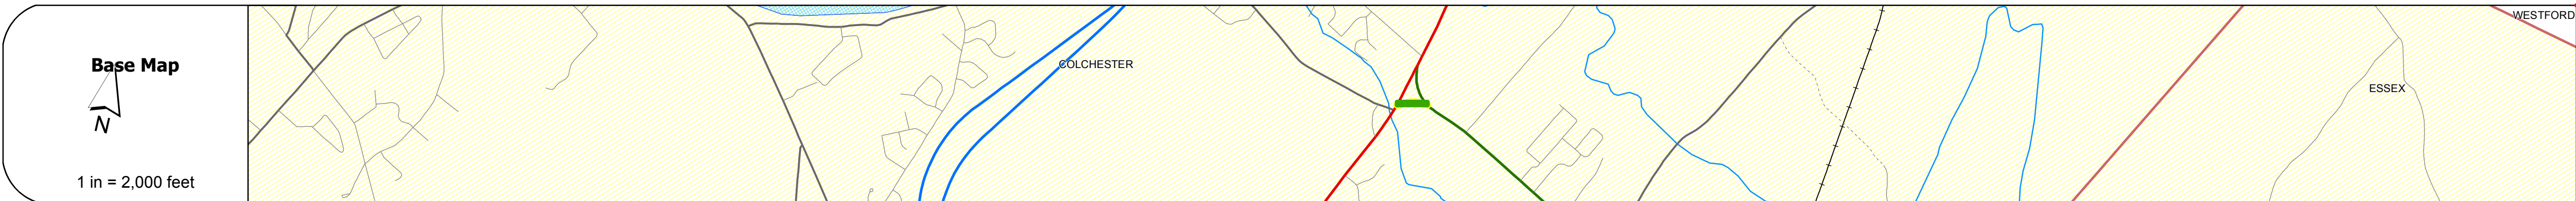 Base Map
N
1 in = 2,000 feet
COLCHESTER
ESSEX
WESTFORD